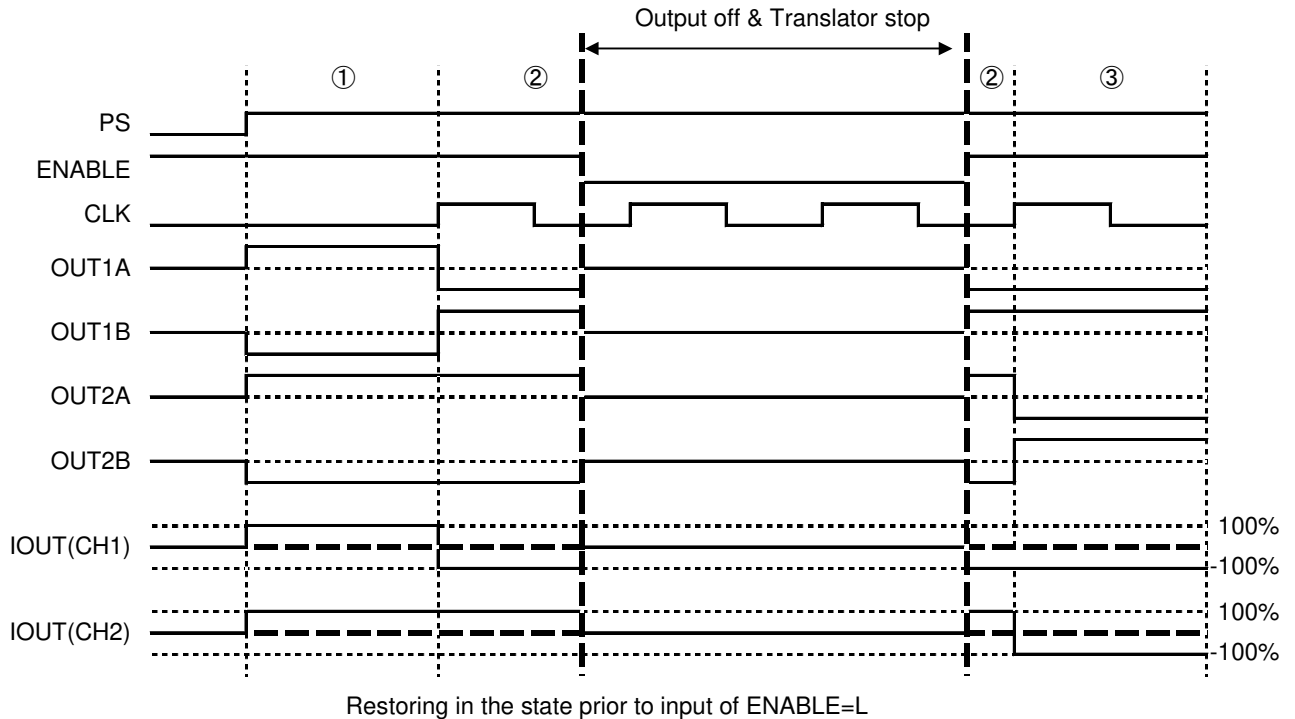 Output off & Translator stop
① ② ② ③
PS
ENABLE
CLK
OUT1A
OUT1B
OUT2A
OUT2B
IOUT(CH1)
100%
-100%
IOUT(CH2)
100%
-100%
Restoring in the state prior to input of ENABLE=L